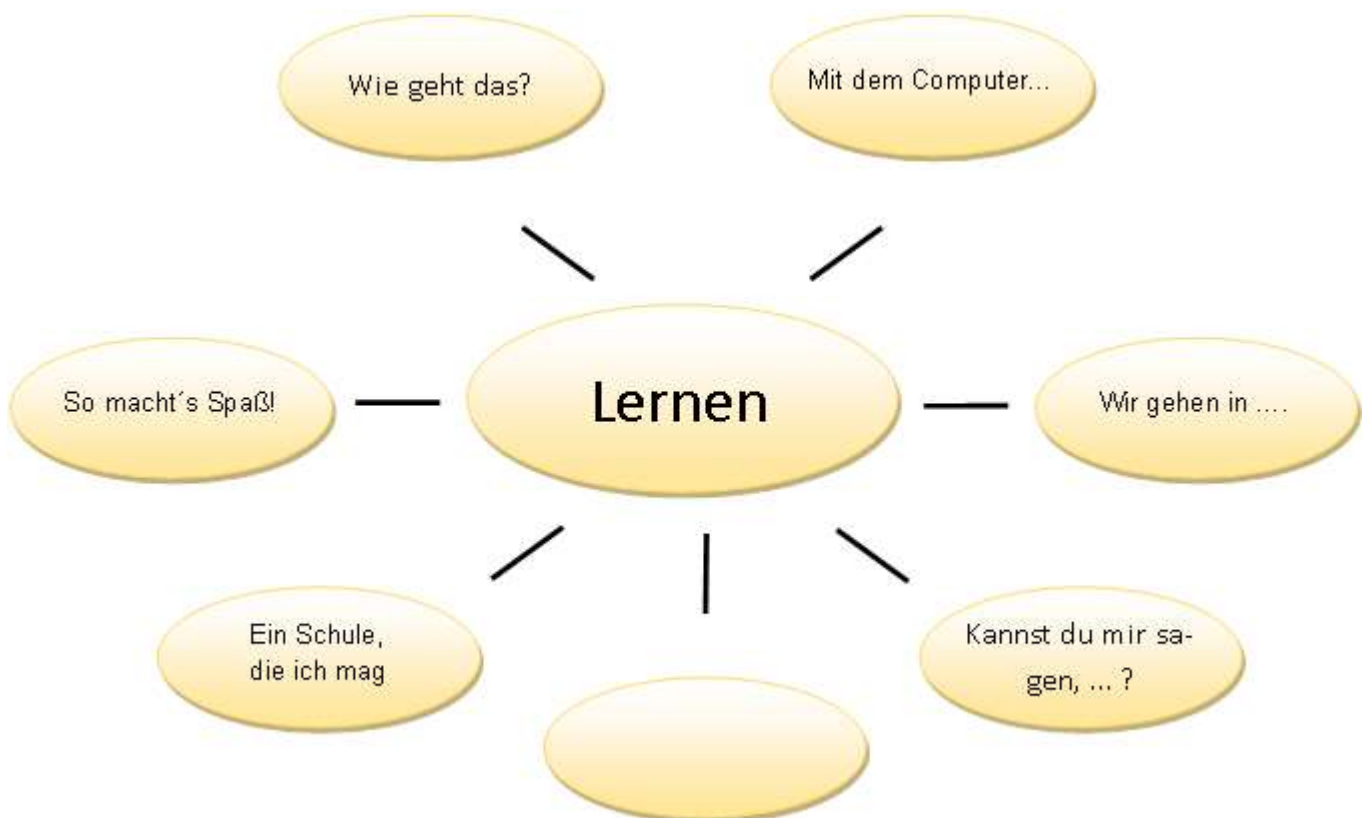 Wie geht das?
Mit dem Computer...
So macht´s Spaß!
Lernen
Wir gehen in ....
Ein Schule,
die ich mag
Kannst du mir sa-
gen, ... ?